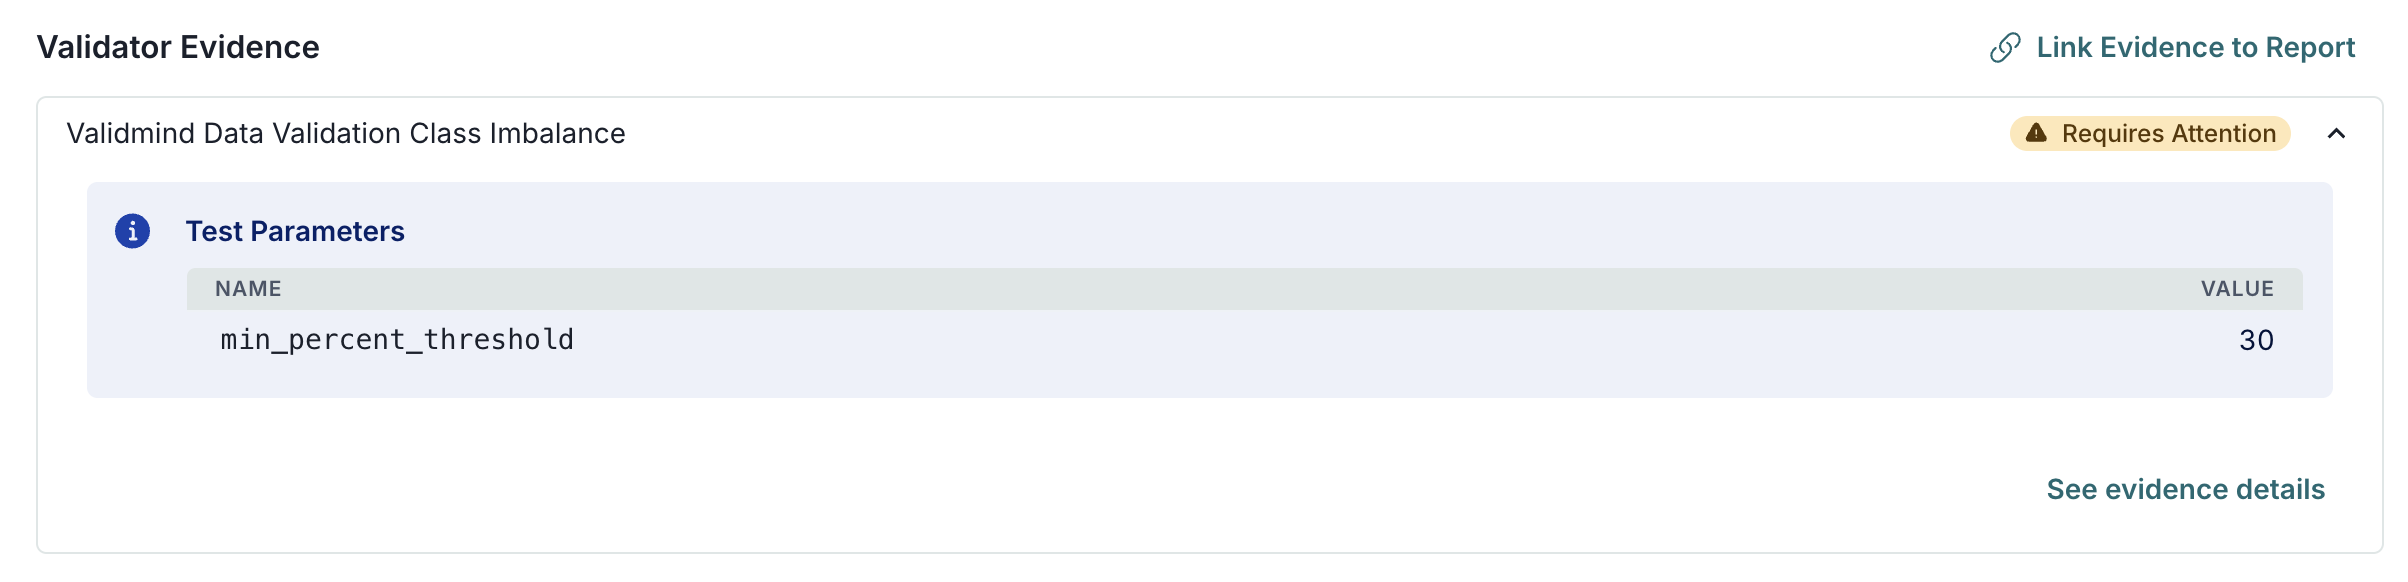 Validator Evidence
Link Evidence to Report
Validmind Data Validation Class Imbalance
Requires Attention
Test Parameters
NAME VALUE
min_percent_threshold 30
See evidence details